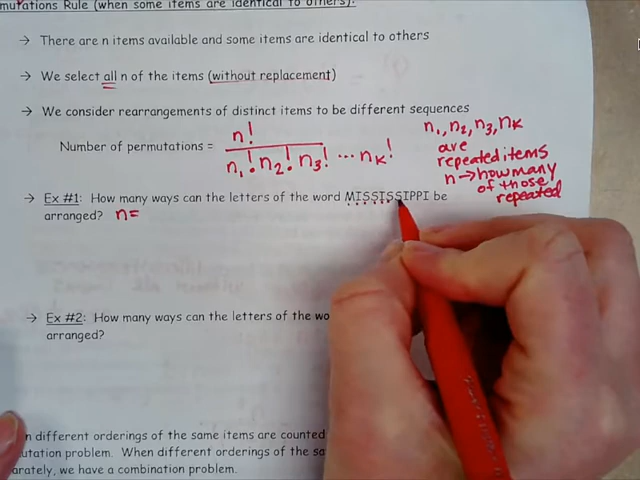 mutations Rule (when some items are identical to others):
→ There are n items available and some items are identical to others
→ We select all n of the items (without replacement)
→ We consider rearrangements of distinct items to be different sequences
Number of permutations = n! / n₁! n₂! n₃! ... nₖ!
n₁, n₂, n₃, nₖ
are
repeated items
n → how many
of those
repeated
→ Ex #1: How many ways can the letters of the word MISSISSIPPI be
arranged? n=
→ Ex #2: How many ways can the letters of the wo
arranged?
n different orderings of the same items are counted
utation problem. When different orderings of the sa
arately, we have a combination problem.